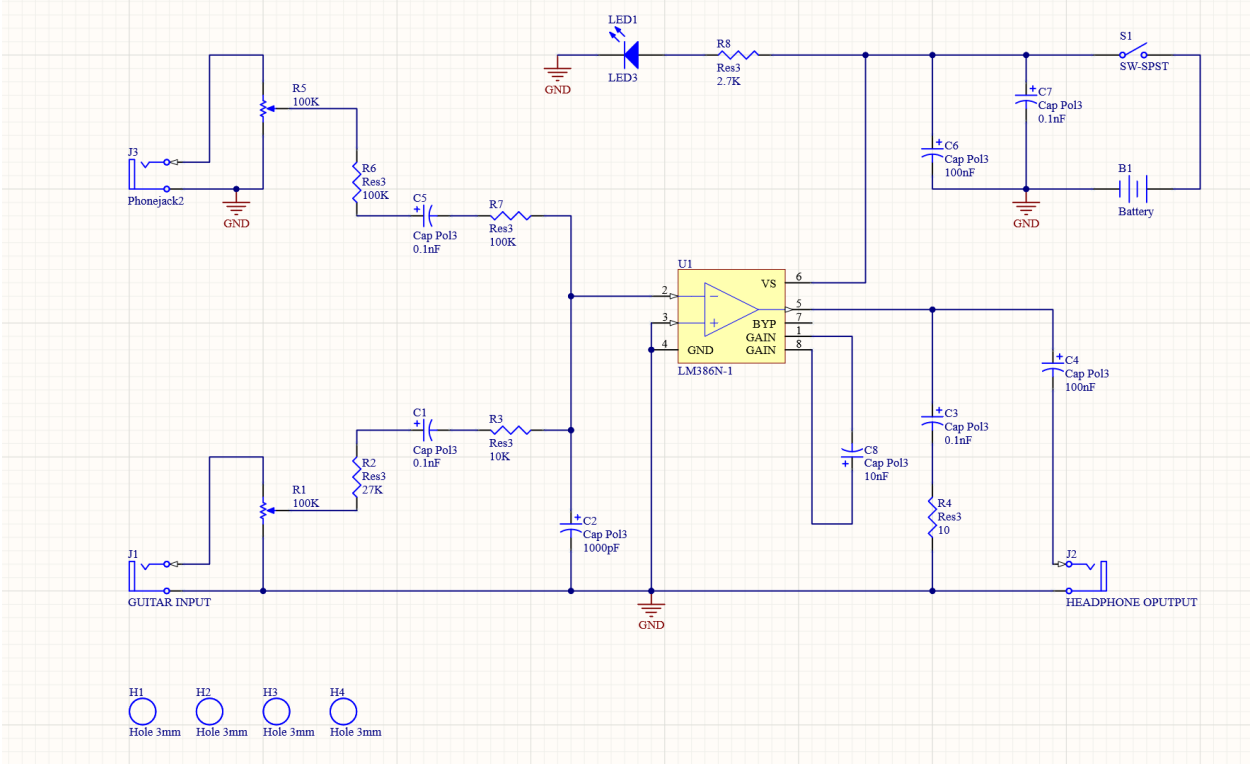 LED1
LED3
GND
R8
Res3
2.7K
S1
SW-SPST
C7
Cap Pol3
0.1nF
C6
Cap Pol3
100nF
B1
Battery
GND
R5
100K
J3
Phonejack2
GND
R6
Res3
100K
C5
Cap Pol3
0.1nF
R7
Res3
100K
U1
2
3
4
GND
VS
BYP
GAIN
GAIN
6
5
7
1
8
LM386N-1
C4
Cap Pol3
100nF
C3
Cap Pol3
0.1nF
C8
Cap Pol3
10nF
R4
Res3
10
C1
Cap Pol3
0.1nF
R3
Res3
10K
R2
Res3
27K
R1
100K
C2
Cap Pol3
1000pF
J1
GUITAR INPUT
GND
J2
HEADPHONE OPUTPUT
H1
Hole 3mm
H2
Hole 3mm
H3
Hole 3mm
H4
Hole 3mm